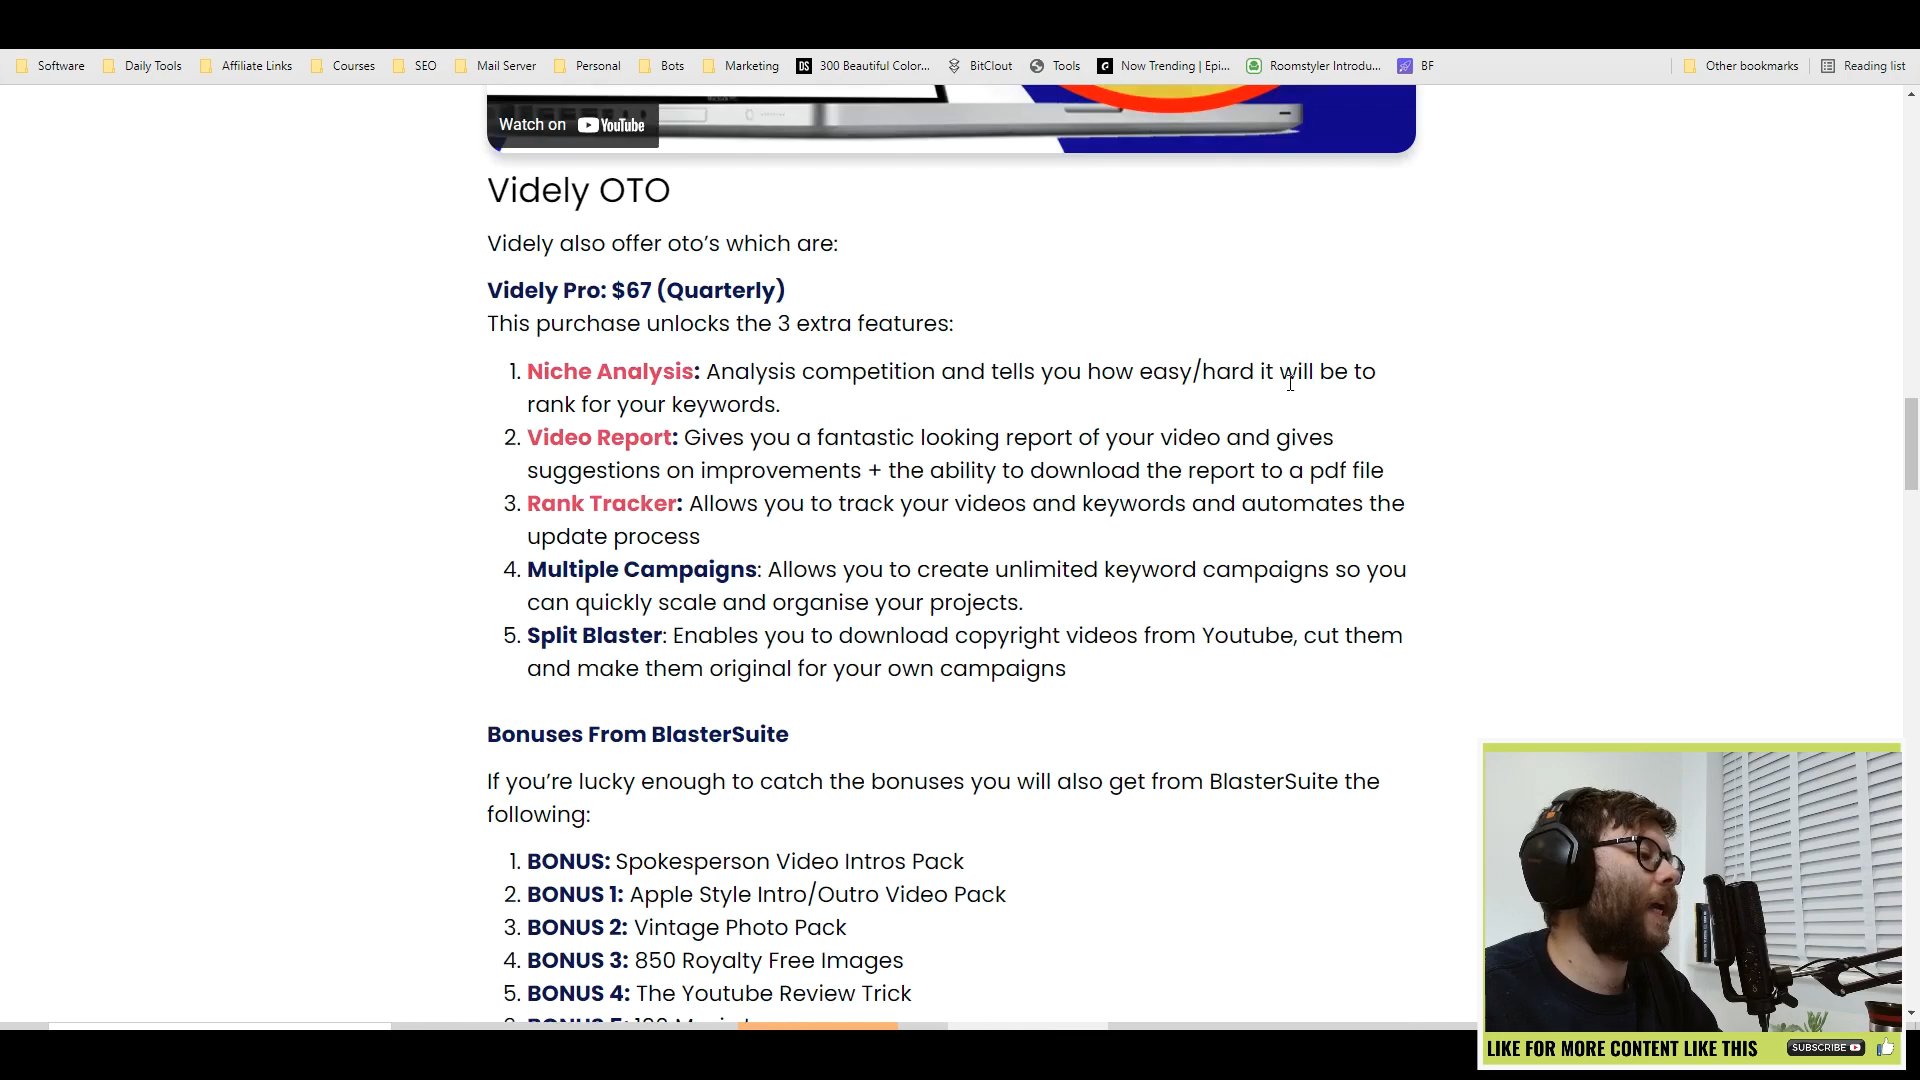 Software Daily Tools Affiliate Links Courses SEO Mail Server Personal Bots Marketing DS 300 Beautiful Color... BitClout Tools Now Trending | Epi... Roomstyler Introdu... BF Other bookmarks Reading list
Watch on YouTube
Videly OTO
Videly also offer oto’s which are:
Videly Pro: $67 (Quarterly)
This purchase unlocks the 3 extra features:
1. Niche Analysis: Analysis competition and tells you how easy/hard it will be to
rank for your keywords.
2. Video Report: Gives you a fantastic looking report of your video and gives
suggestions on improvements + the ability to download the report to a pdf file
3. Rank Tracker: Allows you to track your videos and keywords and automates the
update process
4. Multiple Campaigns: Allows you to create unlimited keyword campaigns so you
can quickly scale and organise your projects.
5. Split Blaster: Enables you to download copyright videos from Youtube, cut them
and make them original for your own campaigns
Bonuses From BlasterSuite
If you’re lucky enough to catch the bonuses you will also get from BlasterSuite the
following:
1. BONUS: Spokesperson Video Intros Pack
2. BONUS 1: Apple Style Intro/Outro Video Pack
3. BONUS 2: Vintage Photo Pack
4. BONUS 3: 850 Royalty Free Images
5. BONUS 4: The Youtube Review Trick
LIKE FOR MORE CONTENT LIKE THIS SUBSCRIBE